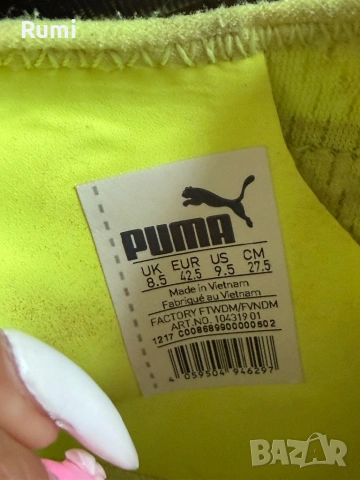 Rumi
PUMA
UK EUR US CM
8.5 42.5 9.5 27.5
Made in Vietnam
Fabriqué au Vietnam
FACTORY FTWDM/FVNDM
ART.NO. 104319 01
1217 C008689900000602
4 059504 946297
BAZAR